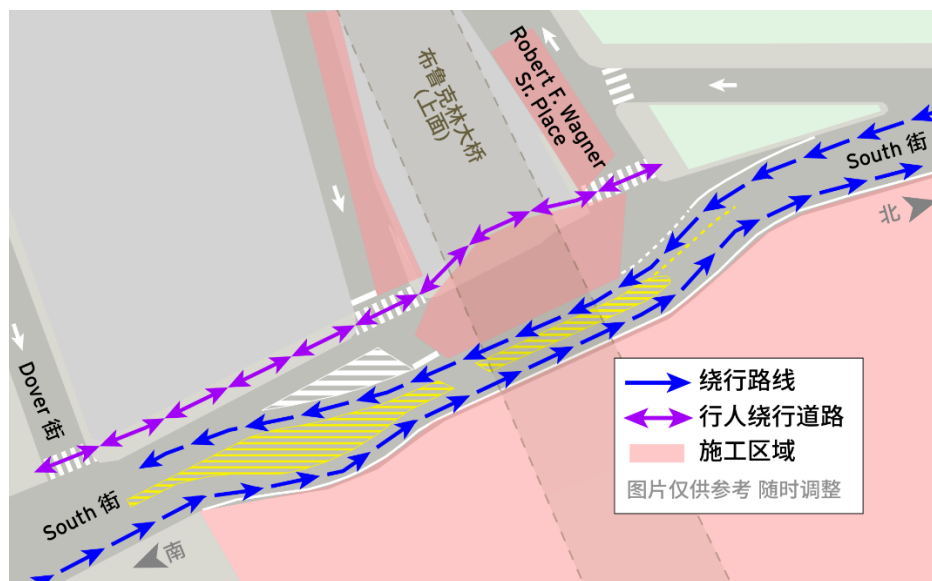 布鲁克林大桥
(上面)
Robert F. Wagner
Sr. Place
South 街
北
Dover 街
South 街
南
绕行路线
行人绕行道路
施工区域
图片仅供参考 随时调整